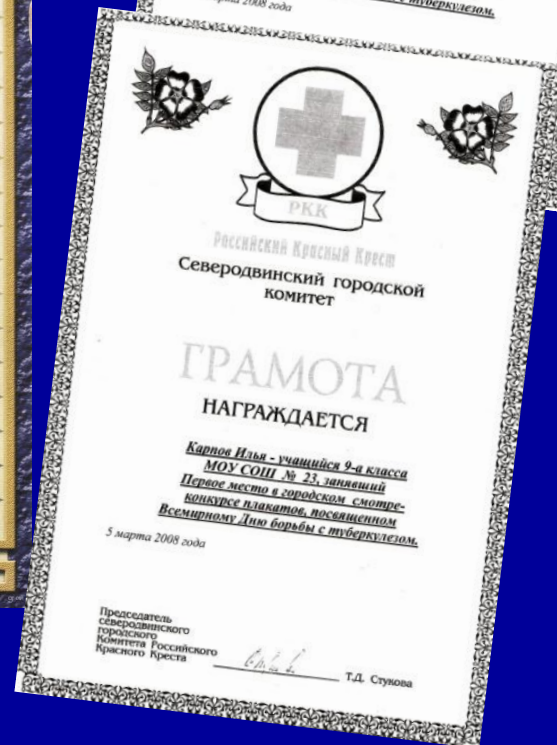 2008 года
с туберкулезом.
РКК
Российский Красный Крест
Северодвинский городской
комитет
ГРАМОТА
НАГРАЖДАЕТСЯ
Карпов Илья - учащийся 9-а класса
МОУ СОШ № 23, занявший
Первое место в городском смотре-
конкурсе плакатов, посвященном
Всемирному Дню борьбы с туберкулезом.
5 марта 2008 года
Председатель
северодвинского
городского
Комитета Российского
Красного Креста
Т.Д. Стукова